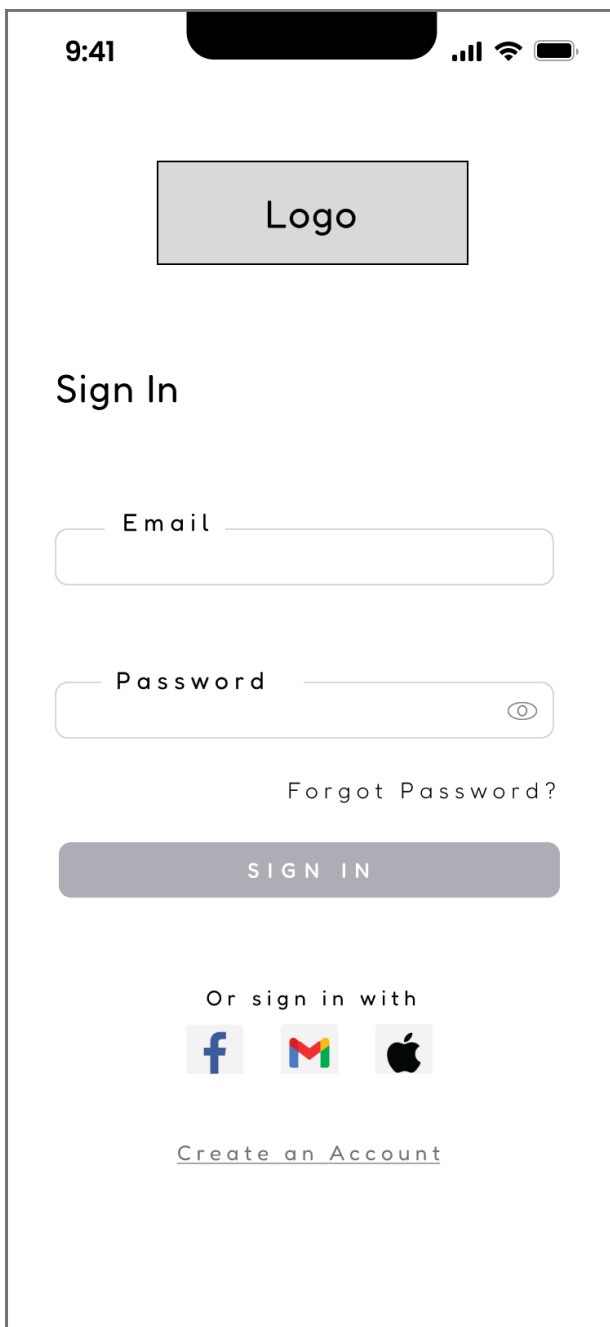 9:41
Logo
Sign In
Email
Password
Forgot Password?
SIGN IN
Or sign in with
Create an Account